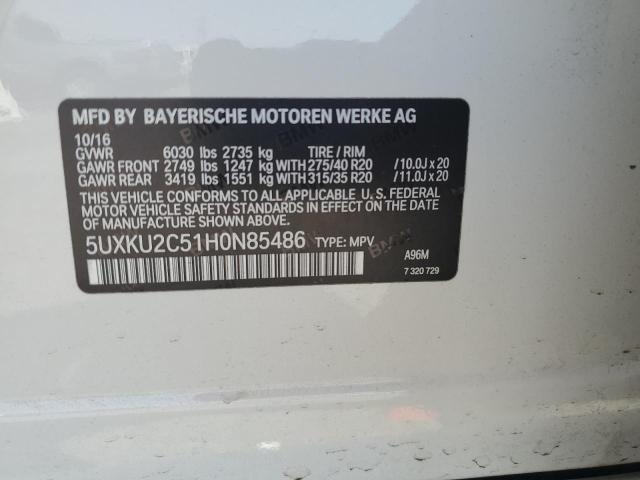 MFD BY BAYERISCHE MOTOREN WERKE AG
10/16
GVWR 6030 lbs 2735 kg TIRE / RIM
GAWR FRONT 2749 lbs 1247 kg WITH 275/40 R20 /10.0J x 20
GAWR REAR 3419 lbs 1551 kg WITH 315/35 R20 /11.0J x 20
THIS VEHICLE CONFORMS TO ALL APPLICABLE U.S. FEDERAL
MOTOR VEHICLE SAFETY STANDARDS IN EFFECT ON THE DATE
OF MANUFACTURE SHOWN ABOVE.
5UXKU2C51H0N85486 TYPE: MPV
A96M
7 320 729